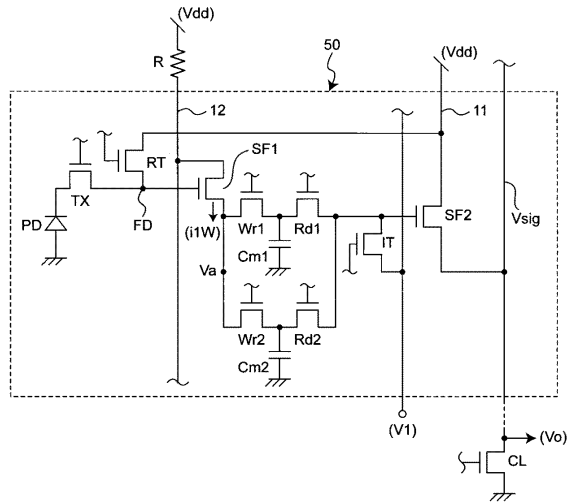 (Vdd)
50
(Vdd)
R
12
11
RT
SF1
TX
FD
PD
(i1W)
Wr1
Rd1
Cm1
IT
SF2
Vsig
Va
Wr2
Rd2
Cm2
(V1)
(Vo)
CL